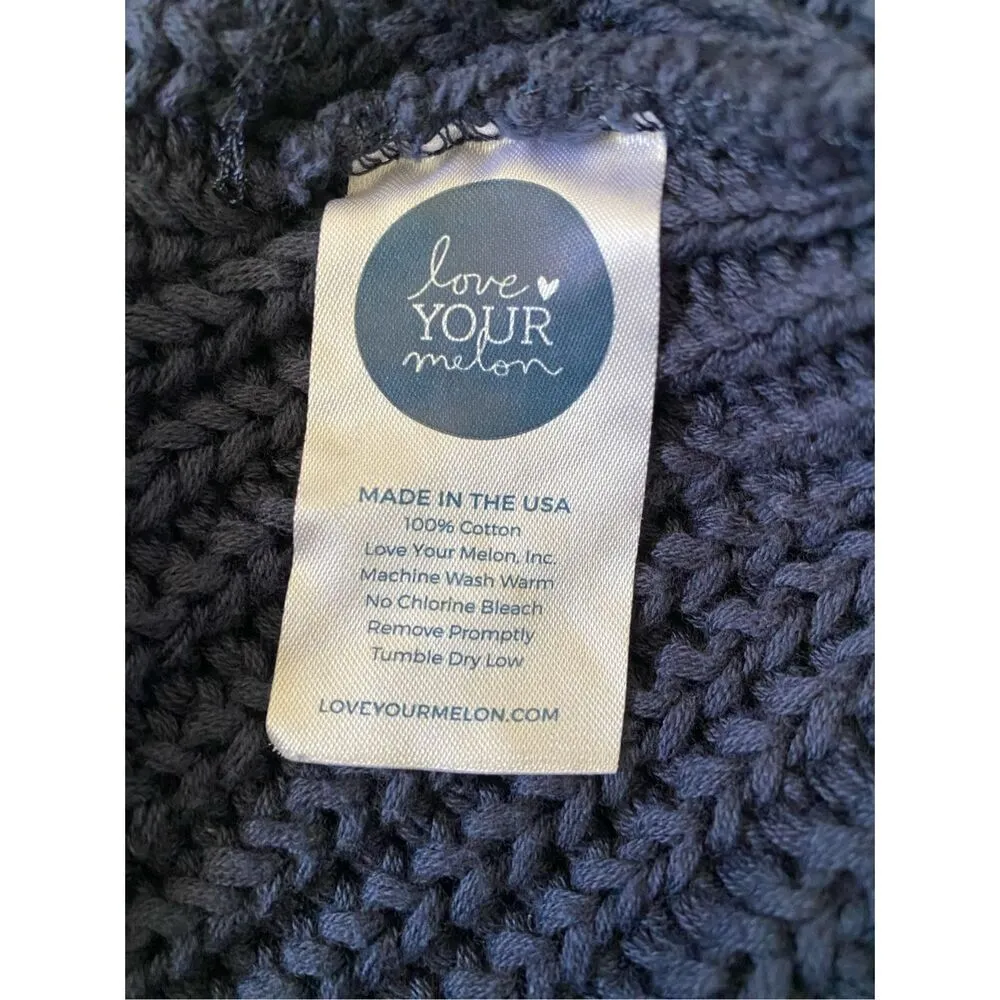 love
YOUR
melon
MADE IN THE USA
100% Cotton
Love Your Melon, Inc.
Machine Wash Warm
No Chlorine Bleach
Remove Promptly
Tumble Dry Low
LOVEYOURMELON.COM